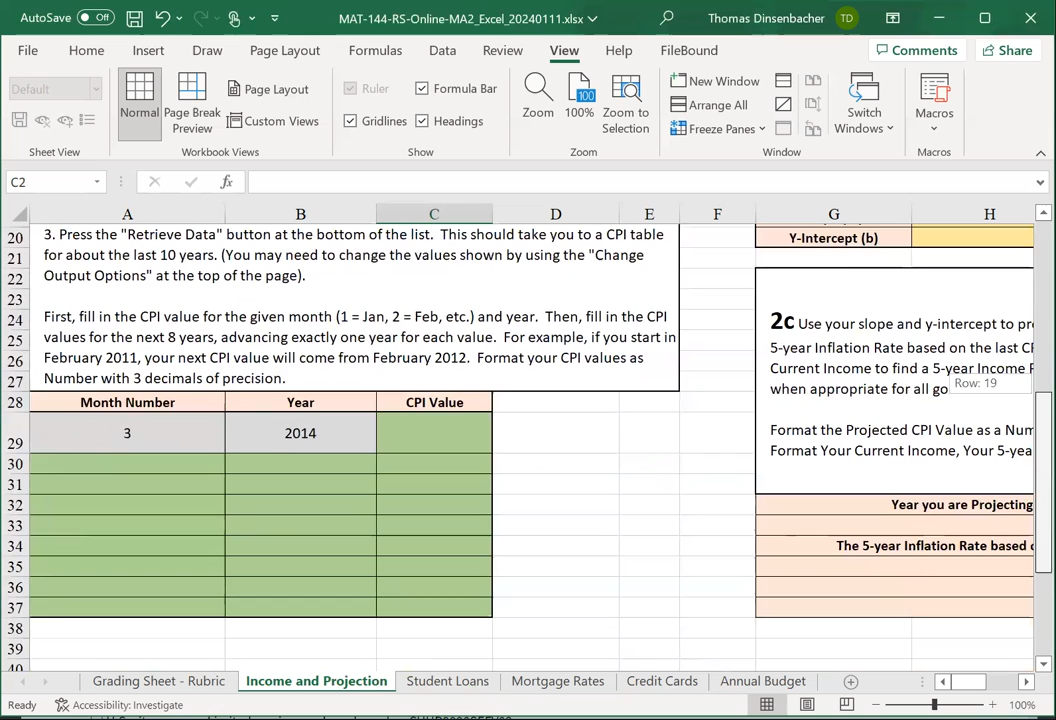 AutoSave Off MAT-144-RS-Online-MA2_Excel_20240111.xlsx Thomas Dinsenbacher TD
File Home Insert Draw Page Layout Formulas Data Review View Help FileBound Comments Share
Default
Normal Page Break Preview Page Layout Custom Views
Ruler Formula Bar
Gridlines Headings
Zoom 100% Zoom to Selection
New Window
Arrange All
Freeze Panes
Switch Windows Macros
Sheet View Workbook Views Show Zoom Window Macros
C2 fx
A B C D E F G H
20 3. Press the "Retrieve Data" button at the bottom of the list. This should take you to a CPI table
Y-Intercept (b)
21 for about the last 10 years. (You may need to change the values shown by using the "Change
22 Output Options" at the top of the page).
23
24 First, fill in the CPI value for the given month (1 = Jan, 2 = Feb, etc.) and year. Then, fill in the CPI
25 values for the next 8 years, advancing exactly one year for each value. For example, if you start in
26 February 2011, your next CPI value will come from February 2012. Format your CPI values as
27 Number with 3 decimals of precision.
2c Use your slope and y-intercept to pr
5-year Inflation Rate based on the last
Current Income to find a 5-year Income
when appropriate for all go
Row: 19
Format the Projected CPI Value as a Num
Format Your Current Income, Your 5-yea
28 Month Number Year CPI Value
29 3 2014
30
31
32 Year you are Projecting
33
34 The 5-year Inflation Rate based
35
36
37
38
39
40
Grading Sheet - Rubric Income and Projection Student Loans Mortgage Rates Credit Cards Annual Budget
Ready Accessibility: Investigate 100%